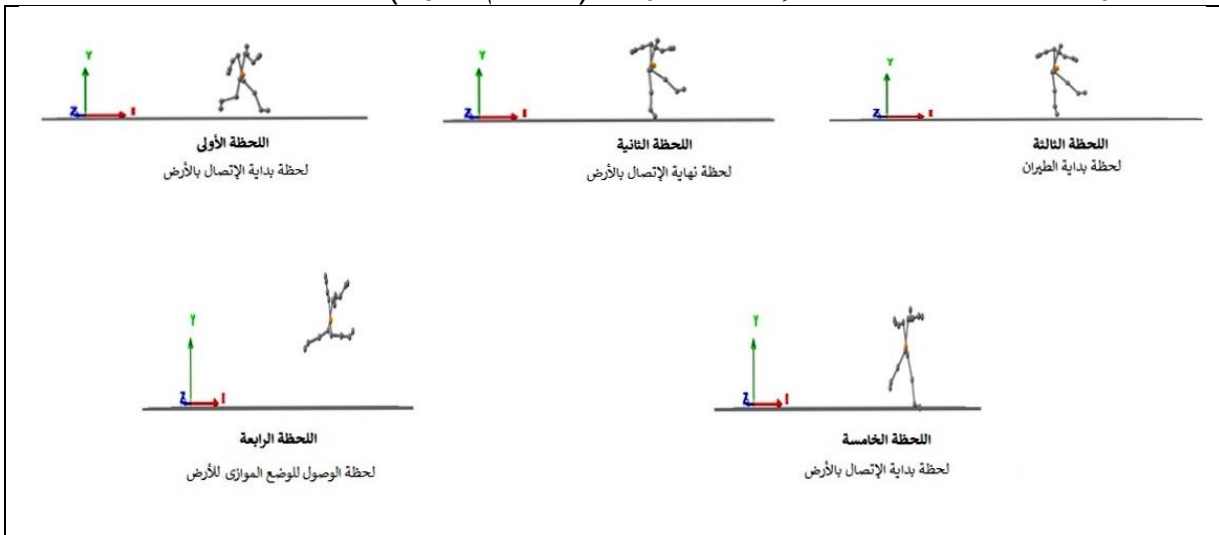 Y
Z
اللحظة الأولى
لحظة بداية الإتصال بالأرض
Y
Z
اللحظة الثانية
لحظة نهاية الإتصال بالأرض
Y
Z
اللحظة الثالثة
لحظة بداية الطيران
Y
Z
اللحظة الرابعة
لحظة الوصول للوضع الموازى للأرض
Y
Z
اللحظة الخامسة
لحظة بداية الإتصال بالأرض